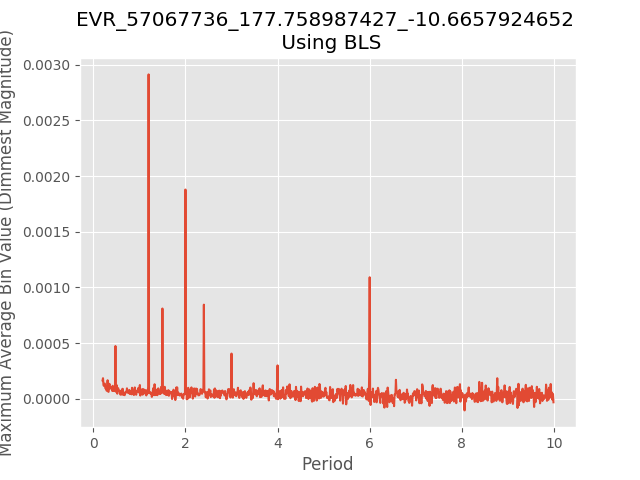 EVR_57067736_177.758987427_-10.6657924652
Using BLS
Maximum Average Bin Value (Dimmest Magnitude)
0.0030
0.0025
0.0020
0.0015
0.0010
0.0005
0.0000
0 2 4 6 8 10
Period